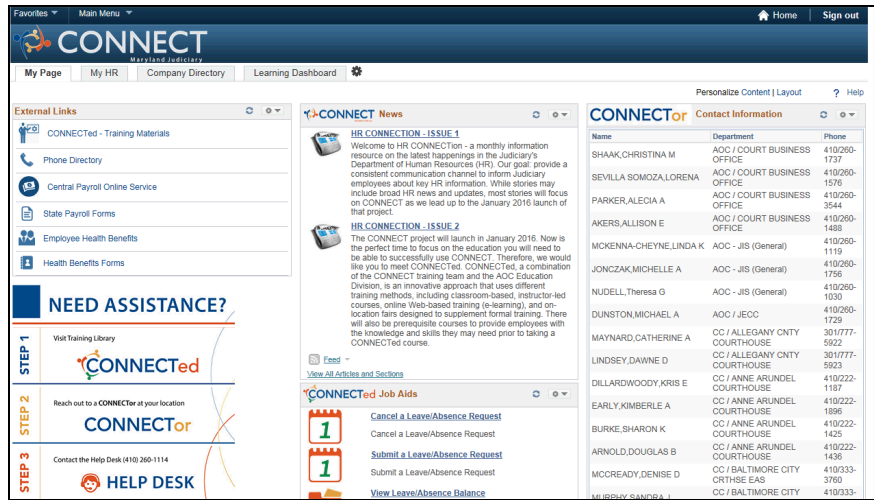 Favorites Main Menu Home Sign out
CONNECT
Maryland Judiciary
My Page My HR Company Directory Learning Dashboard
Personalize Content | Layout ? Help
External Links
CONNECTed - Training Materials
Phone Directory
Central Payroll Online Service
State Payroll Forms
Employee Health Benefits
Health Benefits Forms
NEED ASSISTANCE?
STEP 1
Visit Training Library
CONNECTed
STEP 2
Reach out to a CONNECTor at your location
CONNECTor
STEP 3
Contact the Help Desk (410) 260-1114
HELP DESK
CONNECT News
HR CONNECTION - ISSUE 1
Welcome to HR CONNECTion - a monthly information
resource on the latest happenings in the Judiciary's
Department of Human Resources (HR). Our goal: provide a
consistent communication channel to inform Judiciary
employees about key HR information. While stories may
include broad HR news and updates, most stories will focus
on CONNECT as we lead up to the January 2016 launch of
that project.
HR CONNECTION - ISSUE 2
The CONNECT project will launch in January 2016. Now is
the perfect time to focus on the education you will need to
be able to successfully use CONNECT. Therefore, we would
like you to meet CONNECTed. CONNECTed, a combination
of the CONNECT training team and the AOC Education
Division, is an innovative approach that uses different
training methods, including classroom-based, instructor-led
courses, online Web-based training (e-learning), and on-
location fairs designed to supplement formal training. There
will also be prerequisite courses to provide employees with
the knowledge and skills they may need prior to taking a
CONNECTed course.
Feed
View All Articles and Sections
CONNECTed Job Aids
1
Cancel a Leave/Absence Request
Cancel a Leave/Absence Request
1
Submit a Leave/Absence Request
Submit a Leave/Absence Request
View Leave/Absence Balance
CONNECTor Contact Information
Name Department Phone
SHAAK,CHRISTINA M AOC / COURT BUSINESS OFFICE 410/260-1737
SEVILLA SOMOZA,LORENA AOC / COURT BUSINESS OFFICE 410/260-1576
PARKER,ALECIA A AOC / COURT BUSINESS OFFICE 410/260-3544
AKERS,ALLISON E AOC / COURT BUSINESS OFFICE 410/260-1488
MCKENNA-CHEYNE,LINDA K AOC - JIS (General) 410/260-1119
JONCZAK,MICHELLE A AOC - JIS (General) 410/260-1756
NUDELL,Theresa G AOC - JIS (General) 410/260-1030
DUNSTON,MICHAEL A AOC / JECC 410/260-1729
MAYNARD,CATHERINE A CC / ALLEGANY CNTY COURTHOUSE 301/777-5922
LINDSEY,DAWNE D CC / ALLEGANY CNTY COURTHOUSE 301/777-5923
DILLARDWOODY,KRIS E CC / ANNE ARUNDEL COURTHOUSE 410/222-1187
EARLY,KIMBERLE A CC / ANNE ARUNDEL COURTHOUSE 410/222-1896
BURKE,SHARON K CC / ANNE ARUNDEL COURTHOUSE 410/222-1425
ARNOLD,DOUGLAS B CC / ANNE ARUNDEL COURTHOUSE 410/222-1436
MCCREADY,DENISE D CC / BALTIMORE CITY CRTHSE EAS 410/333-3760
MURPHY,SANDRA CC / BALTIMORE CITY 410/333-